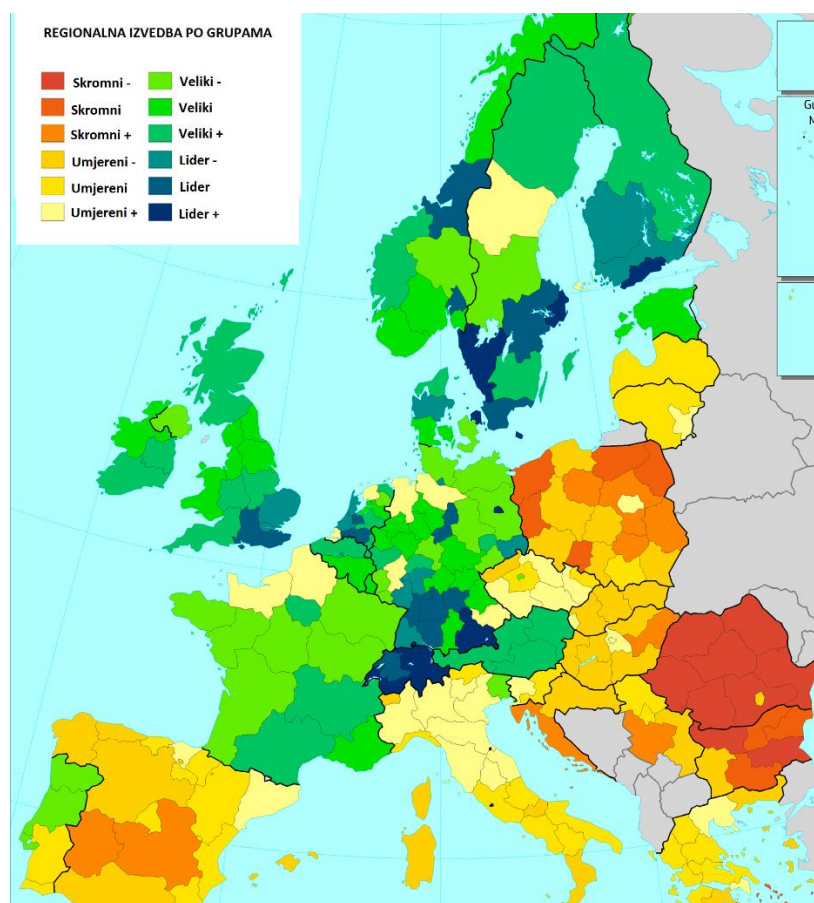 REGIONALNA IZVEDBA PO GRUPAMA
Skromni - Veliki -
Skromni Veliki
Skromni + Veliki +
Umjereni - Lider -
Umjereni Lider
Umjereni + Lider +